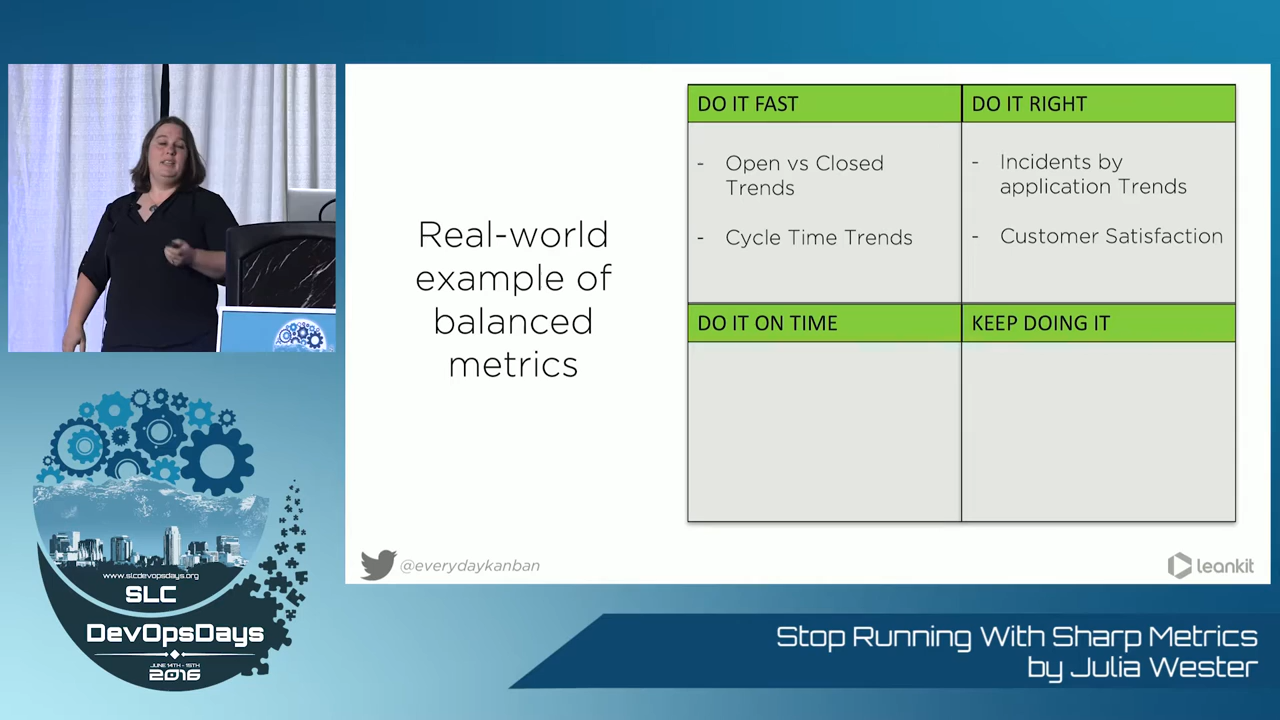 Real-world
example of
balanced
metrics
DO IT FAST
- Open vs Closed
Trends
- Cycle Time Trends
DO IT RIGHT
- Incidents by
application Trends
- Customer Satisfaction
DO IT ON TIME
KEEP DOING IT
@everydaykanban
leankit
www.slcdevopsdays.org
SLC
DevOpsDays
JUNE 14TH - 15TH
2016
Stop Running With Sharp Metrics
by Julia Wester